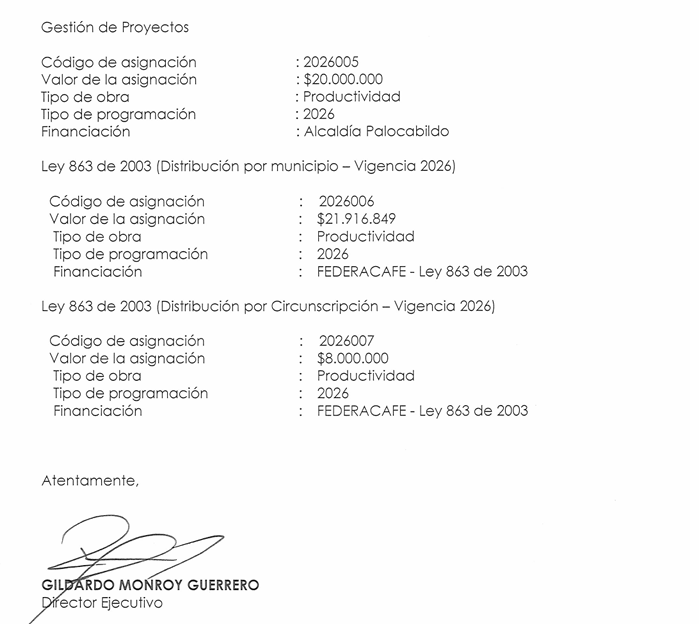 Gestión de Proyectos
Código de asignación : 2026005
Valor de la asignación : $20.000.000
Tipo de obra : Productividad
Tipo de programación : 2026
Financiación : Alcaldía Palocabildo
Ley 863 de 2003 (Distribución por municipio – Vigencia 2026)
Código de asignación : 2026006
Valor de la asignación : $21.916.849
Tipo de obra : Productividad
Tipo de programación : 2026
Financiación : FEDERACAFE - Ley 863 de 2003
Ley 863 de 2003 (Distribución por Circunscripción – Vigencia 2026)
Código de asignación : 2026007
Valor de la asignación : $8.000.000
Tipo de obra : Productividad
Tipo de programación : 2026
Financiación : FEDERACAFE - Ley 863 de 2003
Atentamente,
GILDARDO MONROY GUERRERO
Director Ejecutivo